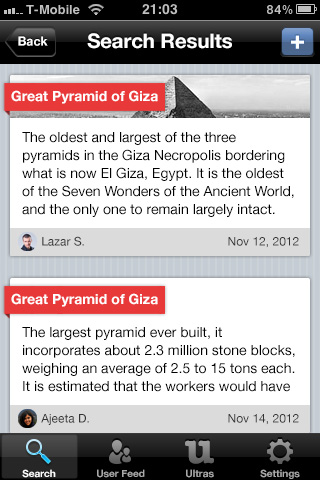 T-Mobile 21:03 84%
Back Search Results +
Great Pyramid of Giza
The oldest and largest of the three
pyramids in the Giza Necropolis bordering
what is now El Giza, Egypt. It is the oldest
of the Seven Wonders of the Ancient World,
and the only one to remain largely intact.
Lazar S. Nov 12, 2012
Great Pyramid of Giza
The largest pyramid ever built, it
incorporates about 2.3 million stone blocks,
weighing an average of 2.5 to 15 tons each.
It is estimated that the workers would have
Ajeeta D. Nov 14, 2012
Search User Feed Ultras Settings